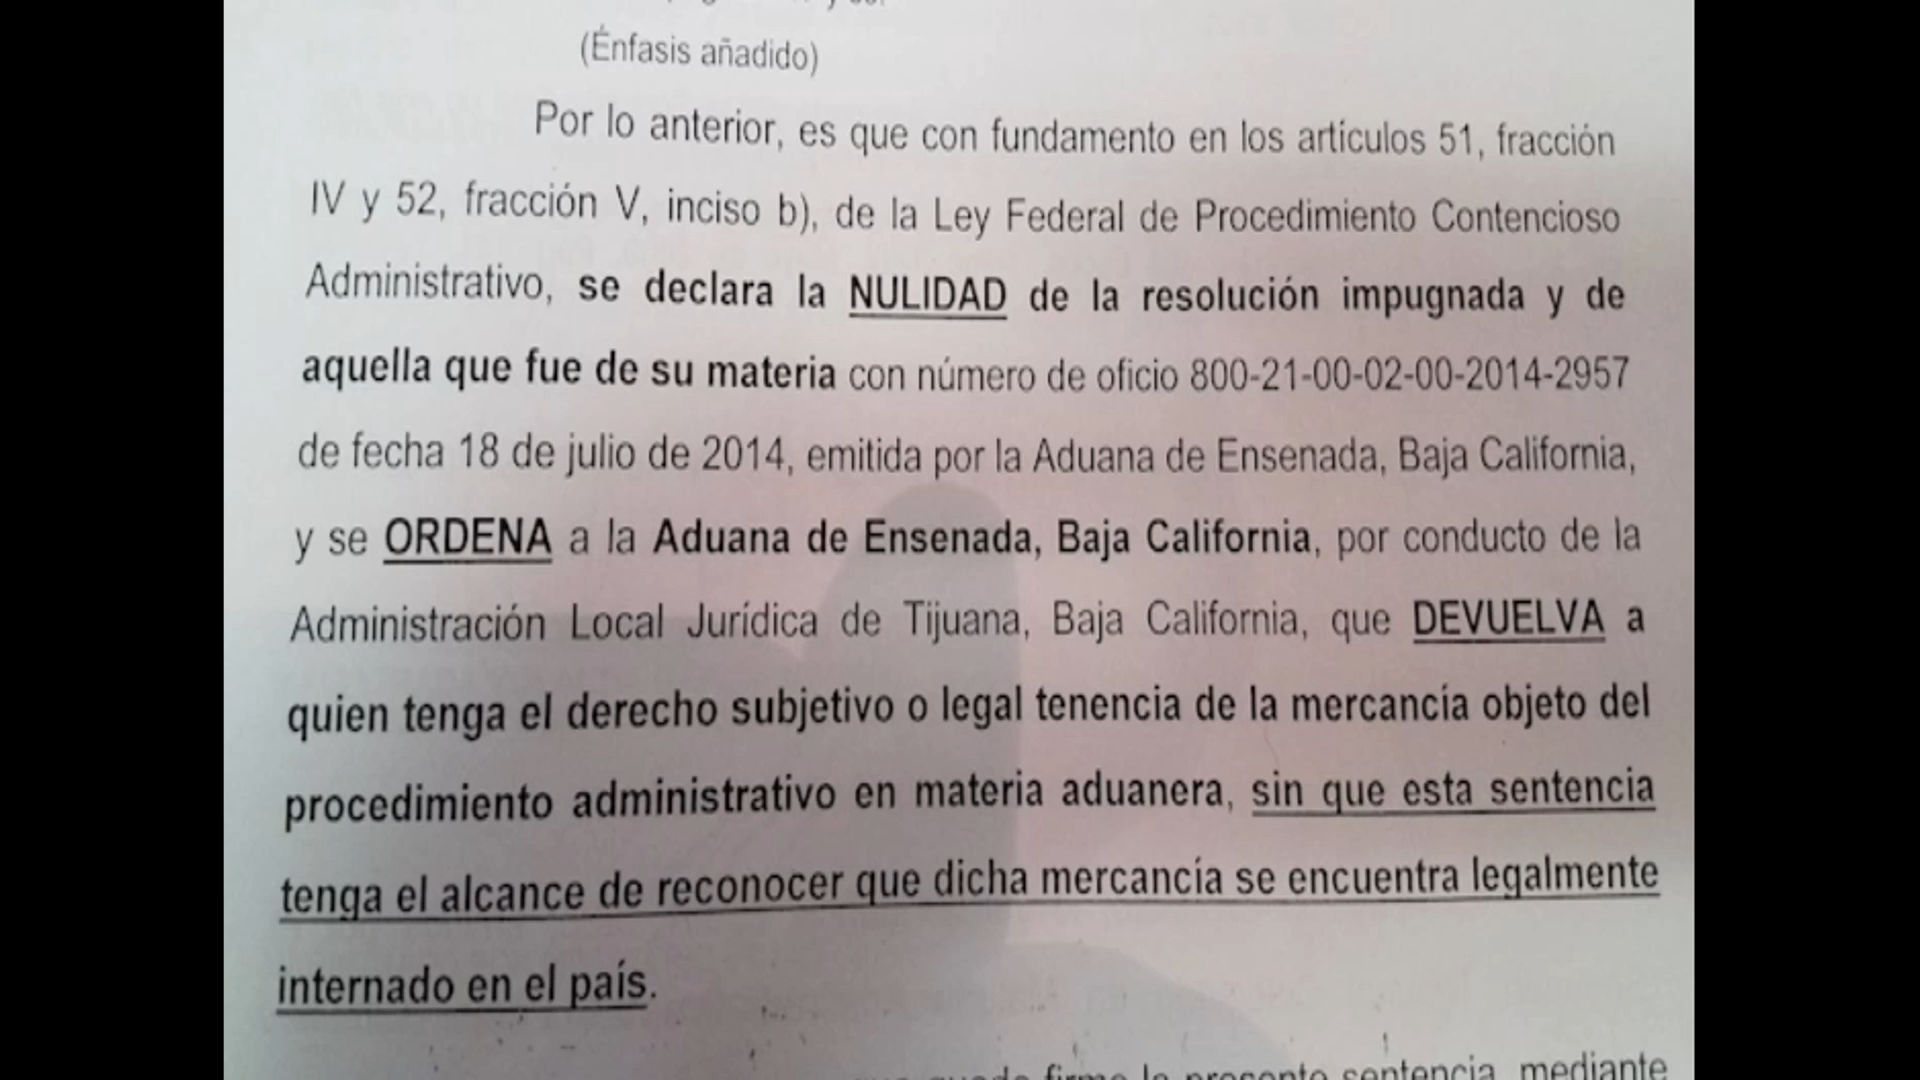 (Énfasis añadido)
Por lo anterior, es que con fundamento en los artículos 51, fracción
IV y 52, fracción V, inciso b), de la Ley Federal de Procedimiento Contencioso
Administrativo, se declara la NULIDAD de la resolución impugnada y de
aquella que fue de su materia con número de oficio 800-21-00-02-00-2014-2957
de fecha 18 de julio de 2014, emitida por la Aduana de Ensenada, Baja California,
y se ORDENA a la Aduana de Ensenada, Baja California, por conducto de la
Administración Local Jurídica de Tijuana, Baja California, que DEVUELVA a
quien tenga el derecho subjetivo o legal tenencia de la mercancía objeto del
procedimiento administrativo en materia aduanera, sin que esta sentencia
tenga el alcance de reconocer que dicha mercancía se encuentra legalmente
internado en el país.
firme la presente sentencia, mediante